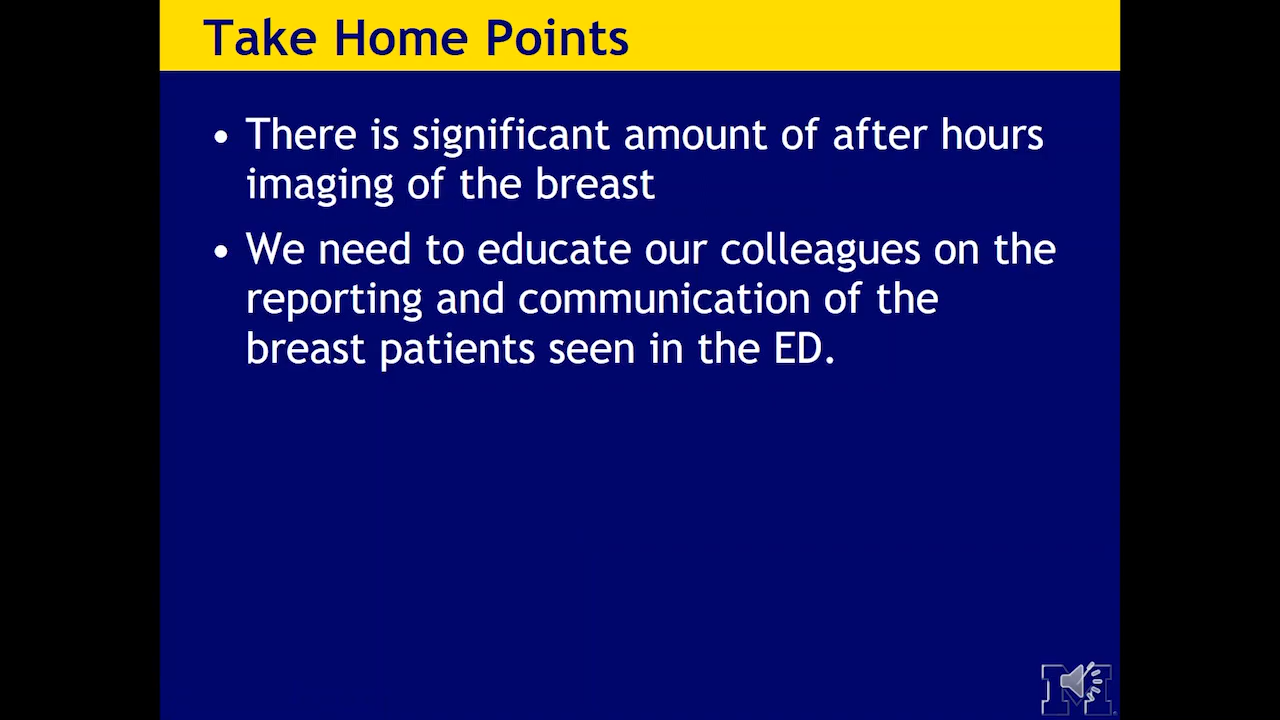 Take Home Points
• There is significant amount of after hours
imaging of the breast
• We need to educate our colleagues on the
reporting and communication of the
breast patients seen in the ED.
M